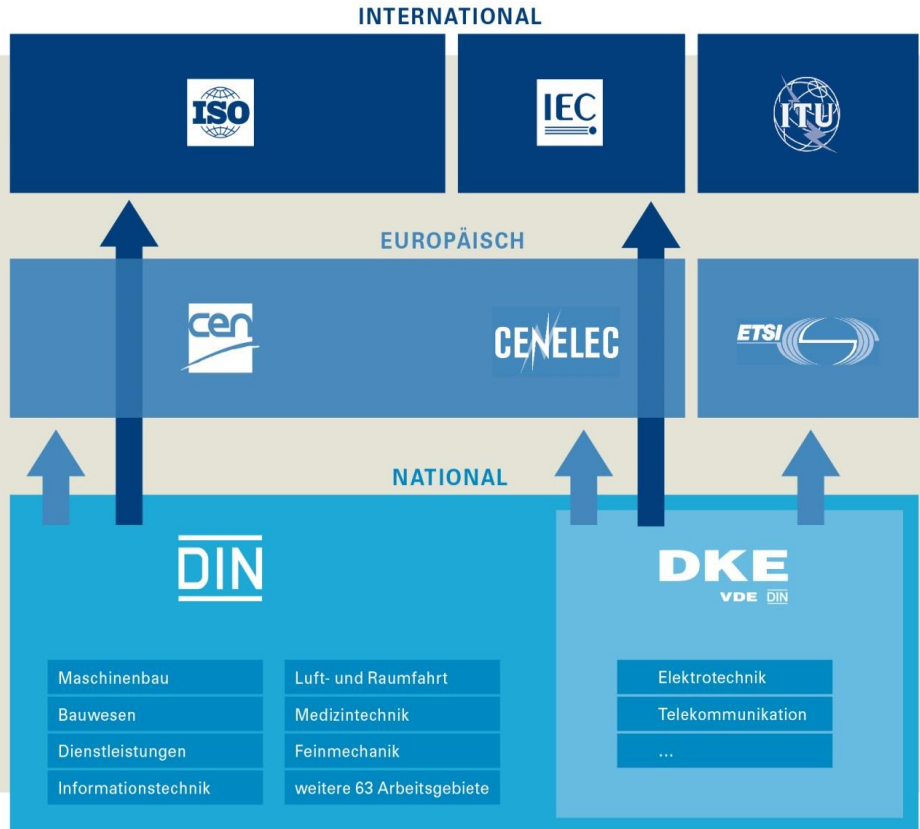 INTERNATIONAL
ISO
IEC
ITU
EUROPÄISCH
cen
CENELEC
ETSI
NATIONAL
DIN
DKE
VDE DIN
Maschinenbau
Bauwesen
Dienstleistungen
Informationstechnik
Luft- und Raumfahrt
Medizintechnik
Feinmechanik
weitere 63 Arbeitsgebiete
Elektrotechnik
Telekommunikation
...